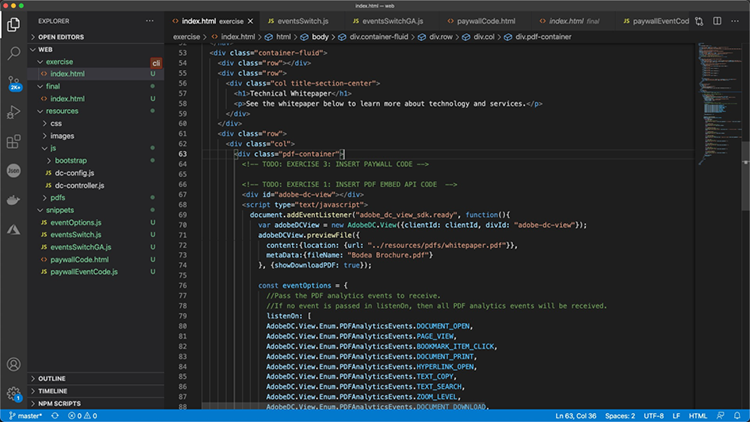 index.html — web
EXPLORER
index.html exercise
eventsSwitch.js
eventsSwitchGA.js
paywallCode.html
index.html final
paywallEventCod
exercise > index.html > html > body > div.container-fluid > div.row > div.col > div.pdf-container
OPEN EDITORS
WEB
exercise
cli
index.html U
final
index.html U
resources
css
images
js
bootstrap
dc-config.js
dc-controller.js
pdfs
snippets
eventOptions.js U
eventsSwitch.js U
eventsSwitchGA.js U
paywallCode.html U
paywallEventCode.js U
OUTLINE
TIMELINE
NPM SCRIPTS
2K+
Json
1
53 <div class="container-fluid">
54 <div class="row"></div>
55 <div class="row">
56 <div class="col title-section-center">
57 <h1>Technical Whitepaper</h1>
58 <p>See the whitepaper below to learn more about technology and services.</p>
59 </div>
60 </div>
61 <div class="row">
62 <div class="col">
63 <div class="pdf-container">
64 <!-- TODO: EXERCISE 3: INSERT PAYWALL CODE -->
65
66 <!-- TODO: EXERCISE 1: INSERT PDF EMBED API CODE -->
67 <div id="adobe-dc-view"></div>
68 <script type="text/javascript">
69 document.addEventListener("adobe_dc_view_sdk.ready", function(){
70 var adobeDCView = new AdobeDC.View({clientId: clientId, divId: "adobe-dc-view"});
71 adobeDCView.previewFile({
72 content:{location: {url: "../resources/pdfs/whitepaper.pdf"}},
73 metaData:{fileName: "Bodea Brochure.pdf"}
74 }, {showDownloadPDF: true});
75
76 const eventOptions = {
77 //Pass the PDF analytics events to receive.
78 //If no event is passed in listenOn, then all PDF analytics events will be received.
79 listenOn: [
80 AdobeDC.View.Enum.PDFAnalyticsEvents.DOCUMENT_OPEN,
81 AdobeDC.View.Enum.PDFAnalyticsEvents.PAGE_VIEW,
82 AdobeDC.View.Enum.PDFAnalyticsEvents.BOOKMARK_ITEM_CLICK,
83 AdobeDC.View.Enum.PDFAnalyticsEvents.DOCUMENT_PRINT,
84 AdobeDC.View.Enum.PDFAnalyticsEvents.HYPERLINK_OPEN,
85 AdobeDC.View.Enum.PDFAnalyticsEvents.TEXT_COPY,
86 AdobeDC.View.Enum.PDFAnalyticsEvents.TEXT_SEARCH,
87 AdobeDC.View.Enum.PDFAnalyticsEvents.ZOOM_LEVEL,
88 AdobeDC.View.Enum.PDFAnalyticsEvents.DOCUMENT_DOWNLOAD,
master* 0 0 Ln 63, Col 36 Spaces: 2 UTF-8 LF HTML